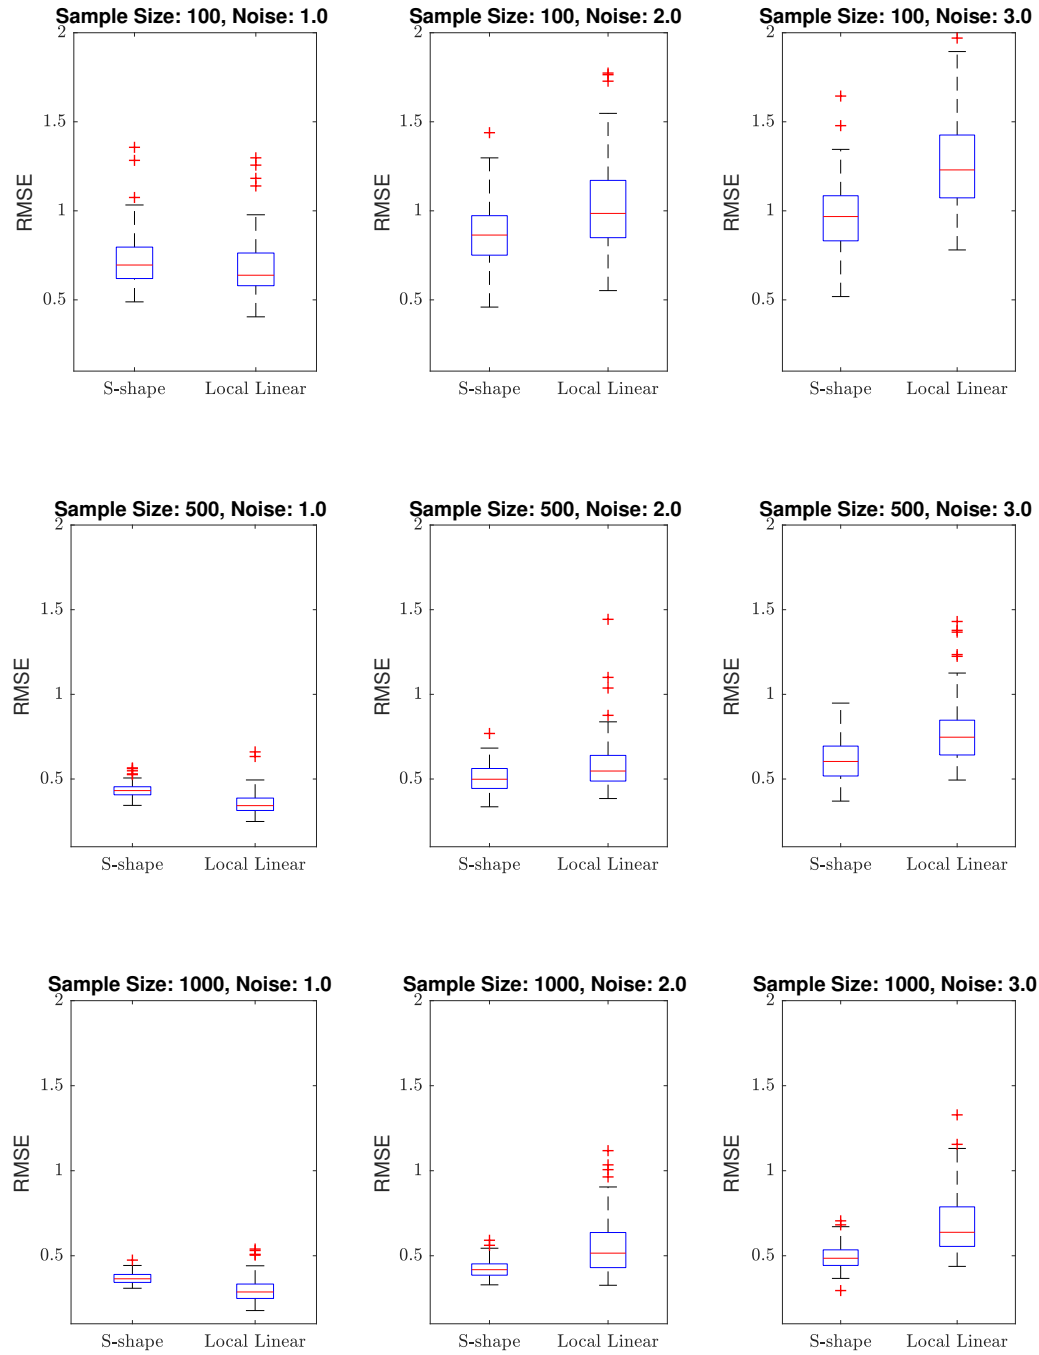 Sample Size: 100, Noise: 1.0
2
1.5
1
0.5
RMSE
S-shape Local Linear
Sample Size: 100, Noise: 2.0
2
1.5
1
0.5
RMSE
S-shape Local Linear
Sample Size: 100, Noise: 3.0
2
1.5
1
0.5
RMSE
S-shape Local Linear
Sample Size: 500, Noise: 1.0
2
1.5
1
0.5
RMSE
S-shape Local Linear
Sample Size: 500, Noise: 2.0
2
1.5
1
0.5
RMSE
S-shape Local Linear
Sample Size: 500, Noise: 3.0
2
1.5
1
0.5
RMSE
S-shape Local Linear
Sample Size: 1000, Noise: 1.0
2
1.5
1
0.5
RMSE
S-shape Local Linear
Sample Size: 1000, Noise: 2.0
2
1.5
1
0.5
RMSE
S-shape Local Linear
Sample Size: 1000, Noise: 3.0
2
1.5
1
0.5
RMSE
S-shape Local Linear